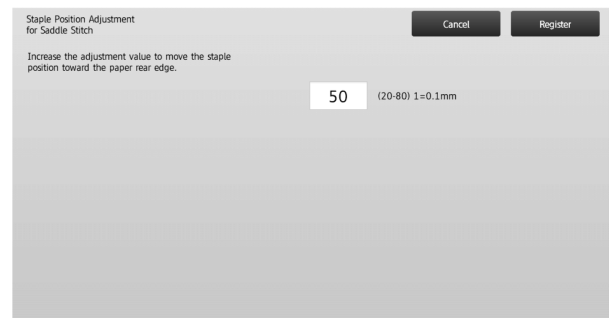 Staple Position Adjustment
for Saddle Stitch
Cancel
Register
Increase the adjustment value to move the staple
position toward the paper rear edge.
50
(20-80) 1=0.1mm